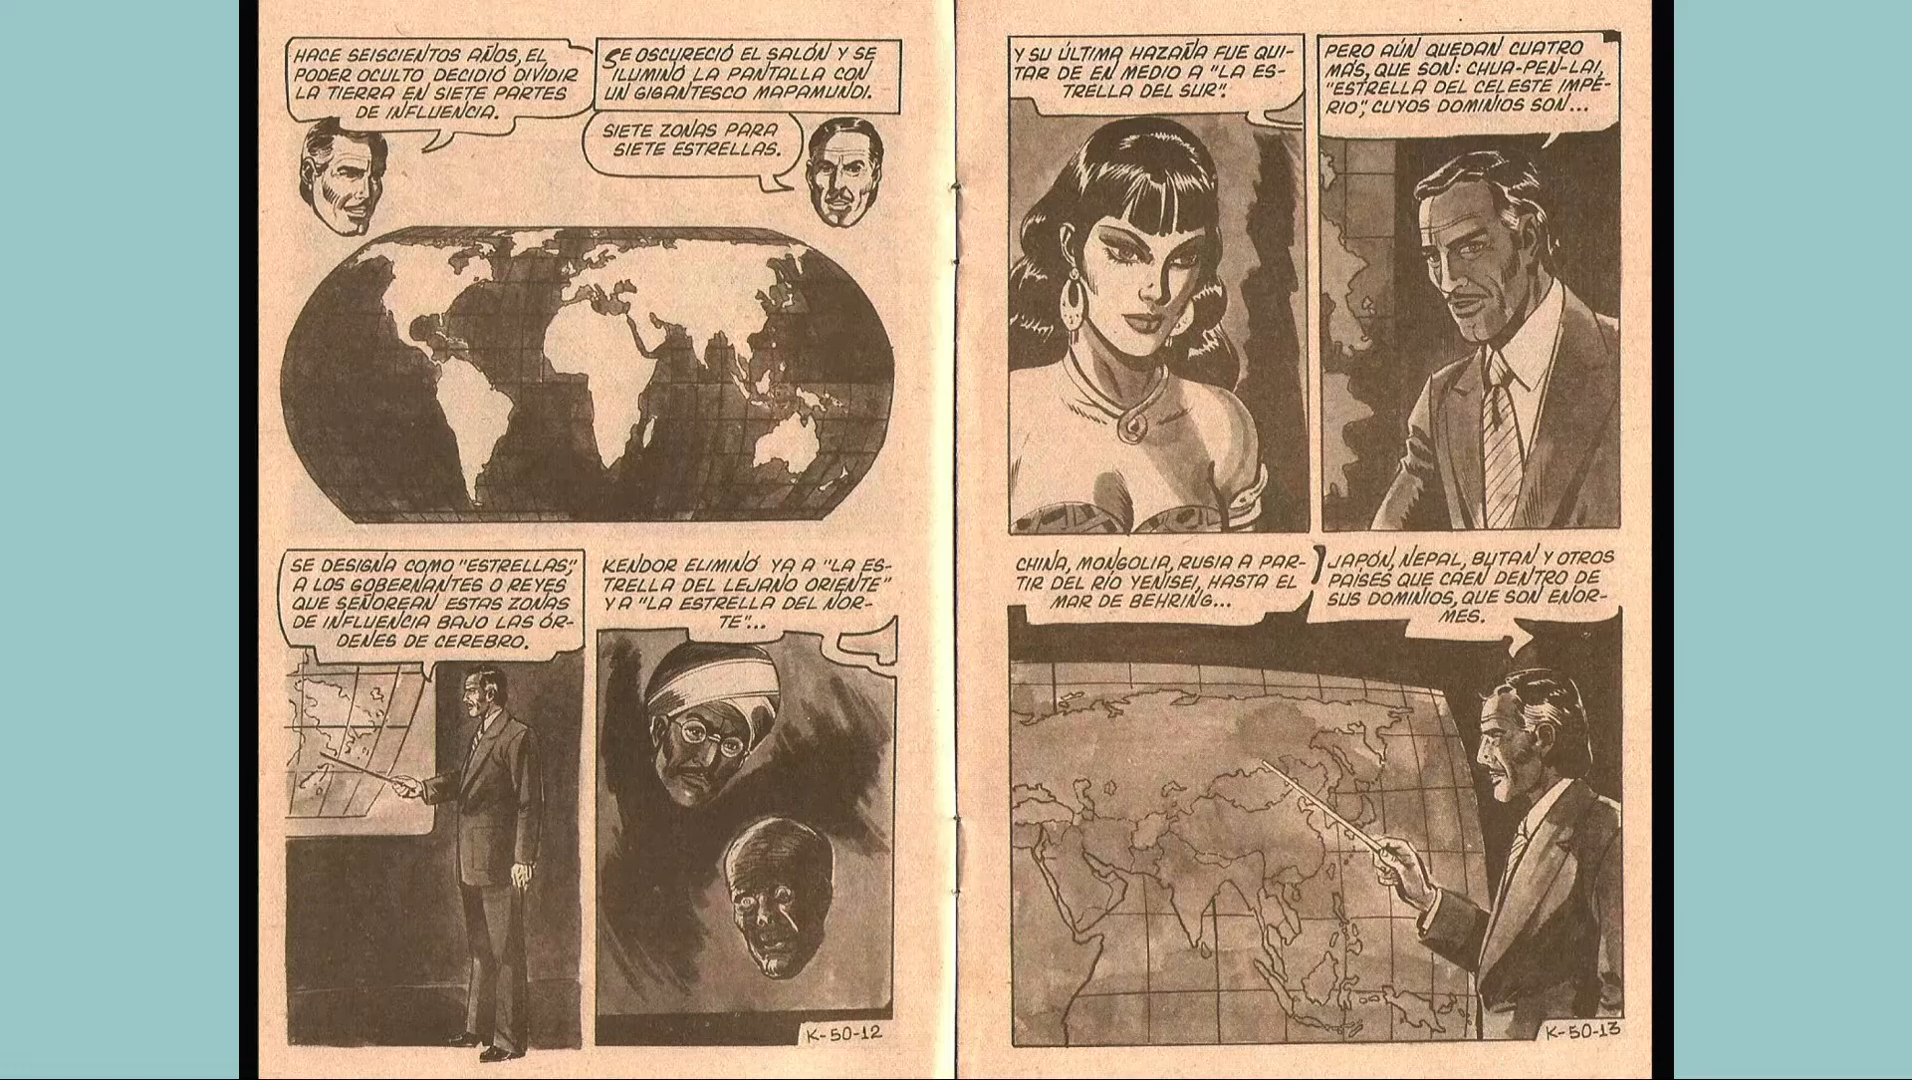 HACE SEISCIENTOS AÑOS, EL
PODER OCULTO DECIDIÓ DIVIDIR
LA TIERRA EN SIETE PARTES
DE INFLUENCIA.
SE OSCURECIÓ EL SALÓN Y SE
ILUMINÓ LA PANTALLA CON
UN GIGANTESCO MAPAMUNDI.
SIETE ZONAS PARA
SIETE ESTRELLAS.
SE DESIGNA COMO "ESTRELLAS,"
A LOS GOBERNANTES O REYES
QUE SEÑOREAN ESTAS ZONAS
DE INFLUENCIA BAJO LAS ÓR-
DENES DE CEREBRO.
KENDOR ELIMINÓ YA A "LA ES-
TRELLA DEL LEJANO ORIENTE"
Y A "LA ESTRELLA DEL NOR-
TE"...
K-50-12
Y SU ÚLTIMA HAZAÑA FUE QUI-
TAR DE EN MEDIO A "LA ES-
TRELLA DEL SUR".
PERO AÚN QUEDAN CUATRO
MÁS, QUE SON: CHUA-PEN-LAI,
"ESTRELLA DEL CELESTE IMPE-
RIO", CUYOS DOMINIOS SON...
CHINA, MONGOLIA, RUSIA A PAR-
TIR DEL RÍO YENISEI, HASTA EL
MAR DE BEHRING...
JAPÓN, NEPAL, BUTAN Y OTROS
PAÍSES QUE CAEN DENTRO DE
SUS DOMINIOS, QUE SON ENOR-
MES.
K-50-13